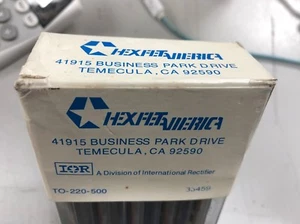 HEXFET AMERICA
41915 BUSINESS PARK DRIVE
TEMECULA, CA 92590
HEXFET AMERICA
41915 BUSINESS PARK DRIVE
TEMECULA, CA 92590
IOR A Division of International Rectifier
TO-220-500